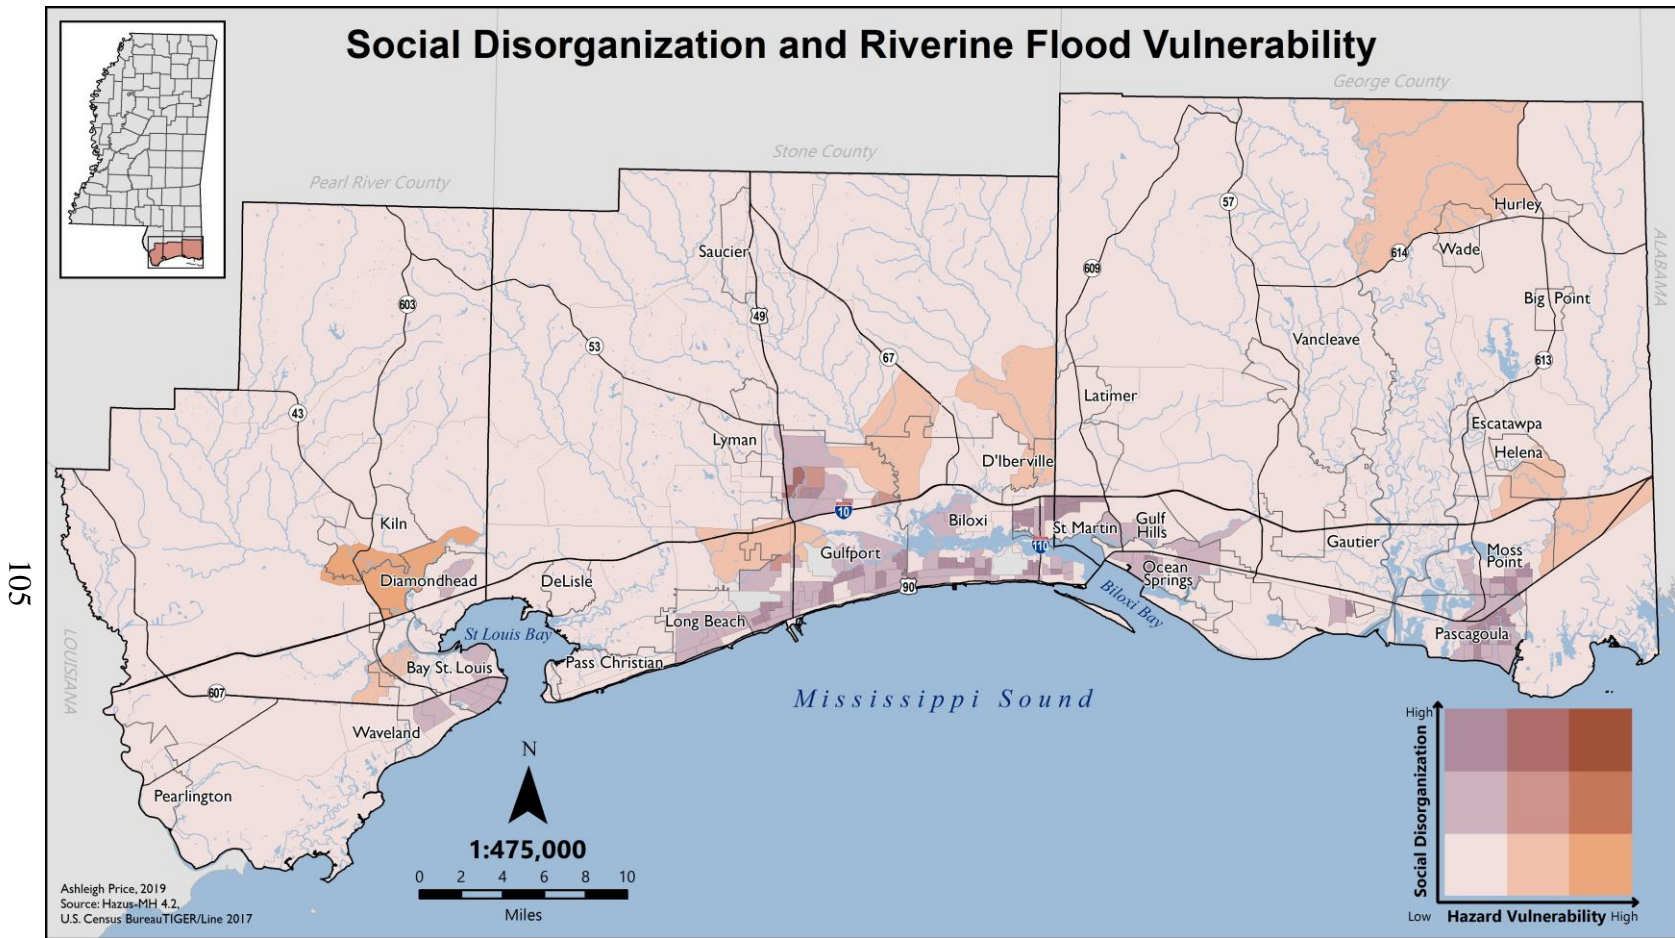 Social Disorganization and Riverine Flood Vulnerability
George County
Stone County
Pearl River County
57
Hurley
Saucier
614
Wade
ALABAMA
609
603
Big Point
49
53
Vancleave
67
613
Latimer
43
Escatawpa
Lyman
Helena
D'Iberville
10
Kiln
Biloxi
St Martin
Gulf
Hills
Gautier
110
Gulfport
Moss
Point
Diamondhead
DeLisle
90
Ocean
Springs
105
Biloxi Bay
Long Beach
St Louis Bay
Pascagoula
LOUISIANA
Bay St. Louis
Pass Christian
607
Mississippi Sound
Waveland
Pearlington
N
1:475,000
0 2 4 6 8 10
Miles
High
Social Disorganization
Low Hazard Vulnerability High
Ashleigh Price, 2019
Source: Hazus-MH 4.2,
U.S. Census BureauTIGER/Line 2017